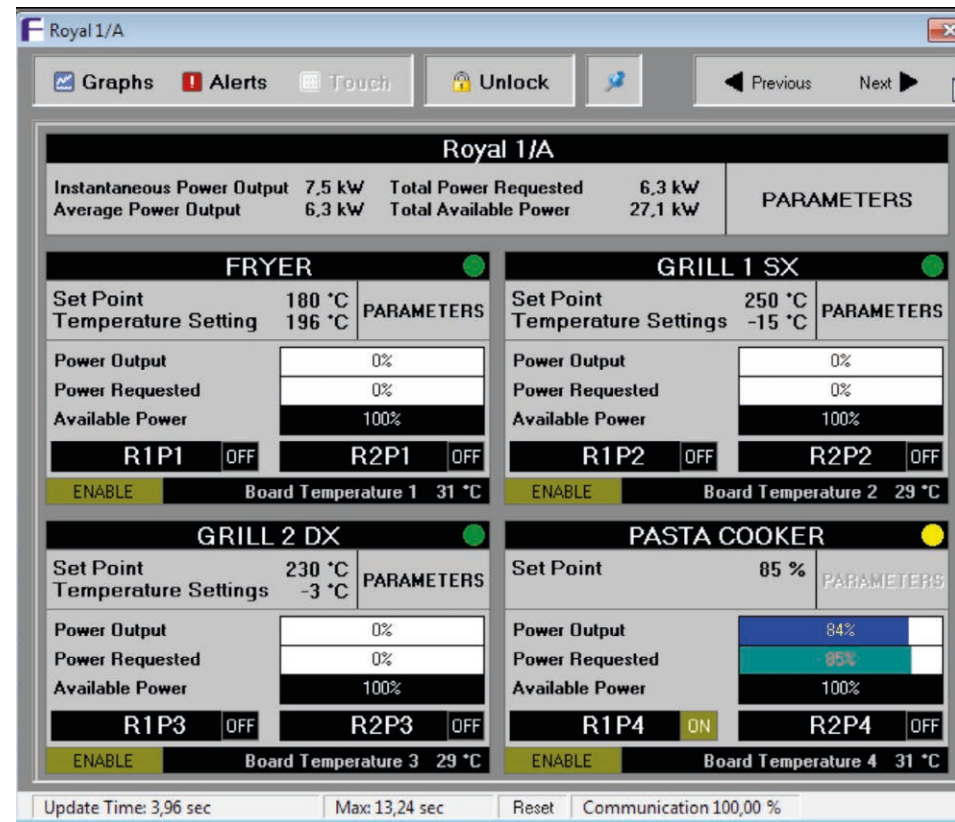 Royal 1/A
Graphs Alerts Touch Unlock Previous Next
Royal 1/A
Instantaneous Power Output 7,5 kW Total Power Requested 6,3 kW
Average Power Output 6,3 kW Total Available Power 27,1 kW
PARAMETERS
FRYER
Set Point 180 °C
Temperature Setting 196 °C
PARAMETERS
Power Output 0%
Power Requested 0%
Available Power 100%
R1P1 OFF R2P1 OFF
ENABLE Board Temperature 1 31 °C
GRILL 1 SX
Set Point 250 °C
Temperature Settings -15 °C
PARAMETERS
Power Output 0%
Power Requested 0%
Available Power 100%
R1P2 OFF R2P2 OFF
ENABLE Board Temperature 2 29 °C
GRILL 2 DX
Set Point 230 °C
Temperature Settings -3 °C
PARAMETERS
Power Output 0%
Power Requested 0%
Available Power 100%
R1P3 OFF R2P3 OFF
ENABLE Board Temperature 3 29 °C
PASTA COOKER
Set Point 85 %
PARAMETERS
Power Output 84%
Power Requested 85%
Available Power 100%
R1P4 ON R2P4 OFF
ENABLE Board Temperature 4 31 °C
Update Time: 3,96 sec Max: 13,24 sec Reset Communication 100,00 %